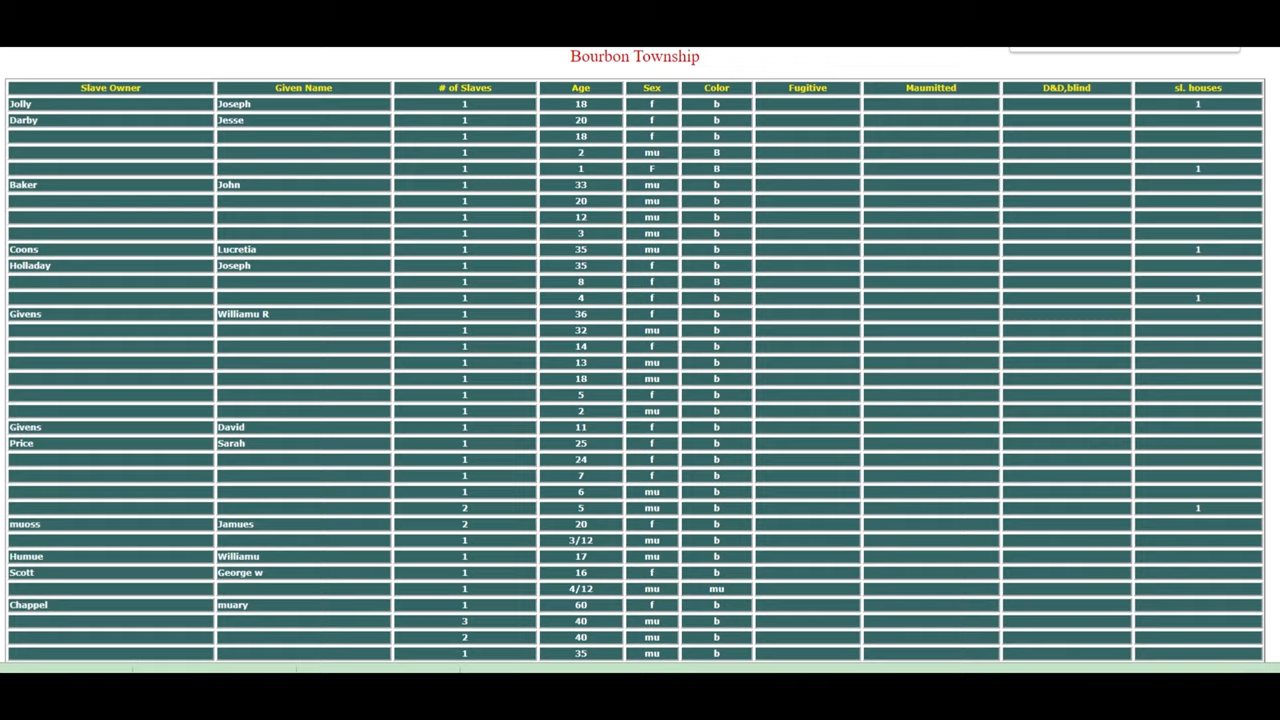 Bourbon Township
Slave Owner Given Name # of Slaves Age Sex Color Fugitive Maumitted D&D,blind sl. houses
Jolly Joseph 1 18 f b 1
Darby Jesse 1 20 f b
1 18 f b
1 2 mu B
1 1 F B 1
Baker John 1 33 mu b
1 20 mu b
1 12 mu b
1 3 mu b
Coons Lucretia 1 35 mu b 1
Holladay Joseph 1 35 f b
1 8 f B
1 4 f b 1
Givens Williamu R 1 36 f b
1 32 mu b
1 14 f b
1 13 mu b
1 18 mu b
1 5 f b
1 2 mu b
Givens David 1 11 f b
Price Sarah 1 25 f b
1 24 f b
1 7 f b
1 6 mu b
2 5 mu b 1
muoss Jamues 2 20 f b
1 3/12 mu b
Humue Williamu 1 17 mu b
Scott George w 1 16 f b
1 4/12 mu mu
Chappel muary 1 60 f b
3 40 mu b
2 40 mu b
1 35 mu b